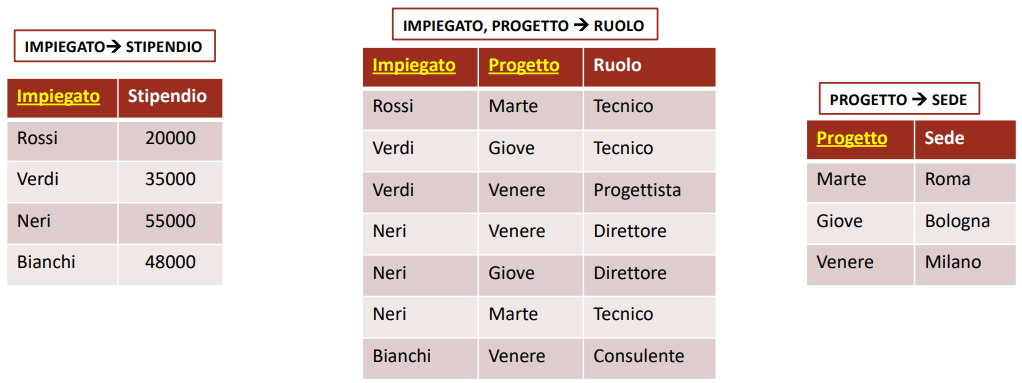 IMPIEGATO→ STIPENDIO
Impiegato Stipendio
Rossi 20000
Verdi 35000
Neri 55000
Bianchi 48000
IMPIEGATO, PROGETTO → RUOLO
Impiegato Progetto Ruolo
Rossi Marte Tecnico
Verdi Giove Tecnico
Verdi Venere Progettista
Neri Venere Direttore
Neri Giove Direttore
Neri Marte Tecnico
Bianchi Venere Consulente
PROGETTO → SEDE
Progetto Sede
Marte Roma
Giove Bologna
Venere Milano